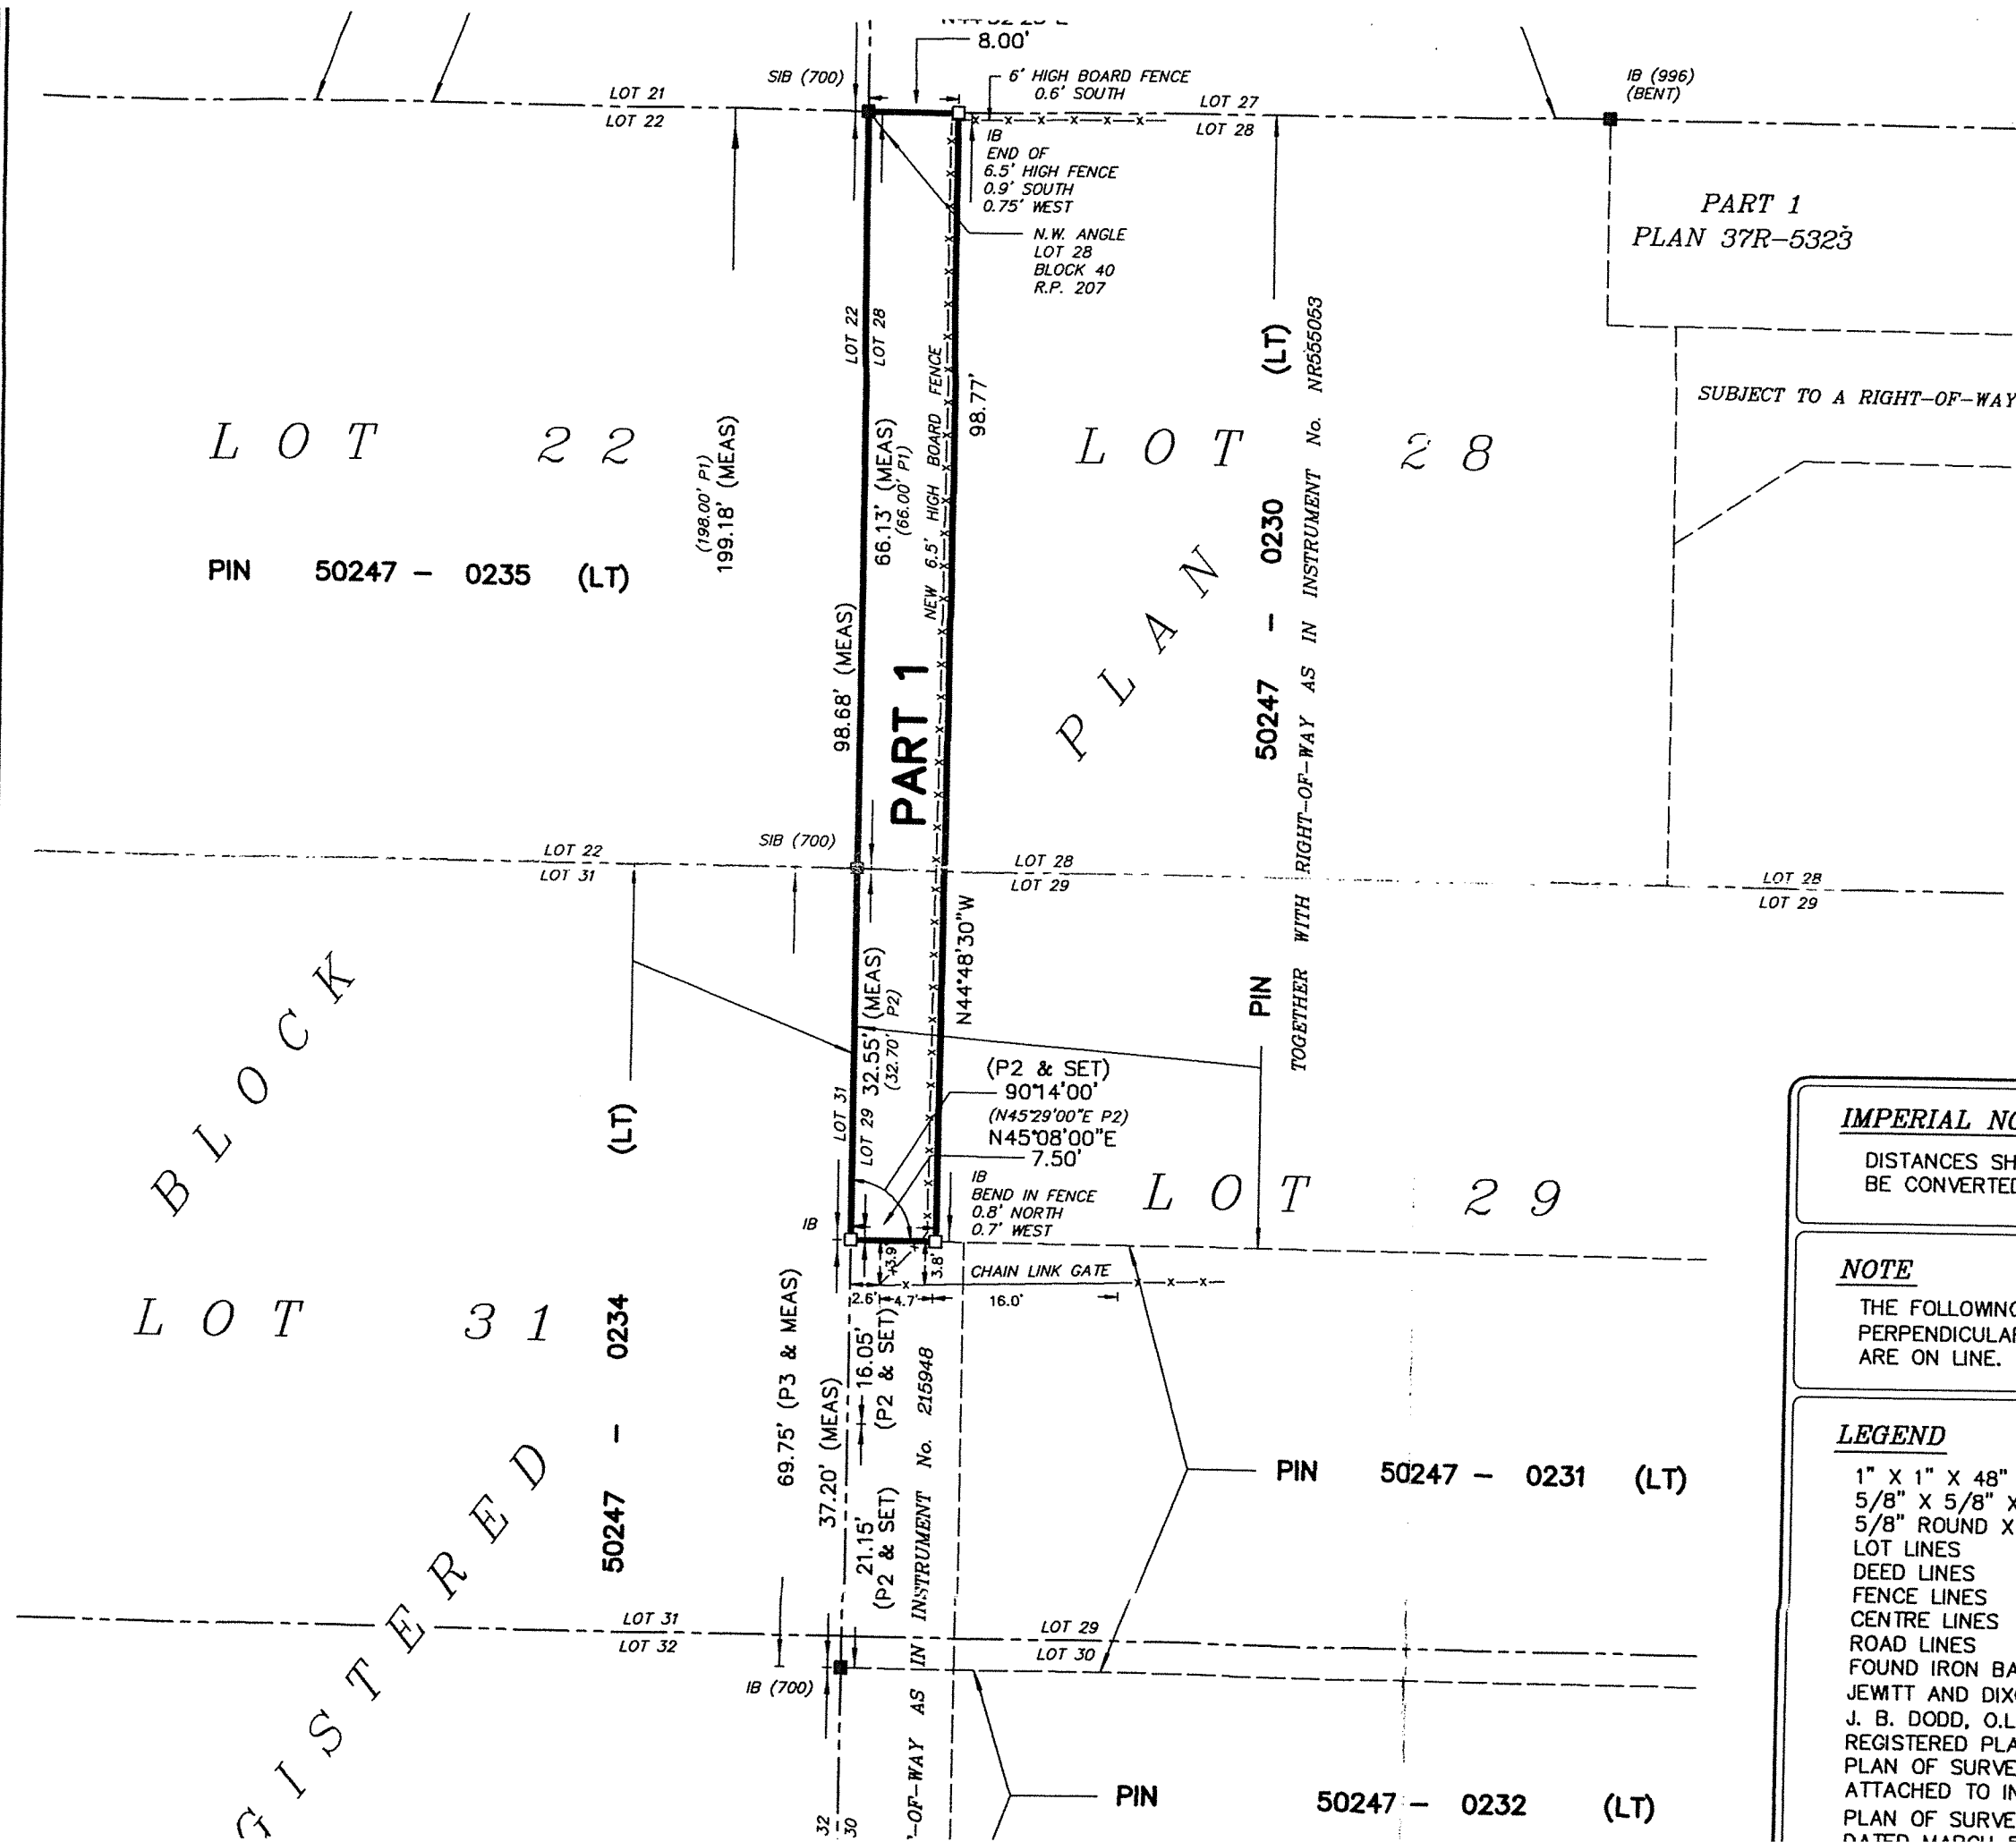 8.00'
SIB (700)
6' HIGH BOARD FENCE
0.6' SOUTH
IB (996)
(BENT)
LOT 21
LOT 22
LOT 27
LOT 28
IB
END OF
6.5' HIGH FENCE
0.9' SOUTH
0.75' WEST
N.W. ANGLE
LOT 28
BLOCK 40
R.P. 207
PART 1
PLAN 37R-5323
SUBJECT TO A RIGHT-OF-WAY
LOT 22
LOT 28
LOT 22
PIN 50247 - 0235 (LT)
(198.00' P1)
199.18' (MEAS)
66.13' (MEAS)
(66.00' P1)
NEW 6.5' HIGH BOARD FENCE
98.77'
98.68' (MEAS)
PART 1
LOT 28
PLAN
PIN 50247 - 0230 (LT)
TOGETHER WITH RIGHT-OF-WAY AS IN INSTRUMENT No. NR555053
SIB (700)
LOT 22
LOT 31
LOT 28
LOT 29
LOT 28
LOT 29
N44°48'30"W
32.55' (MEAS)
(32.70' P2)
LOT 31
LOT 29
BLOCK
(P2 & SET)
90°14'00'
(N45°29'00"E P2)
N45°08'00"E
7.50'
IB
BEND IN FENCE
0.8' NORTH
0.7' WEST
IB
LOT 29
3.9'
3.8'
CHAIN LINK GATE
2.6'
4.7'
16.0'
LOT 31
50247 - 0234 (LT)
69.75' (P3 & MEAS)
37.20' (MEAS)
16.05'
(P2 & SET)
21.15'
(P2 & SET)
'-OF-WAY AS IN INSTRUMENT No. 215948
PIN 50247 - 0231 (LT)
GISTERED
LOT 31
LOT 32
LOT 29
LOT 30
IB (700)
32
30
PIN 50247 - 0232 (LT)
IMPERIAL NO
DISTANCES SH
BE CONVERTED
NOTE
THE FOLLOWING
PERPENDICULAR
ARE ON LINE.
LEGEND
1" X 1" X 48"
5/8" X 5/8" X
5/8" ROUND X
LOT LINES
DEED LINES
FENCE LINES
CENTRE LINES
ROAD LINES
FOUND IRON BA
JEWITT AND DIX
J. B. DODD, O.L
REGISTERED PLA
PLAN OF SURVE
ATTACHED TO IN
PLAN OF SURVE